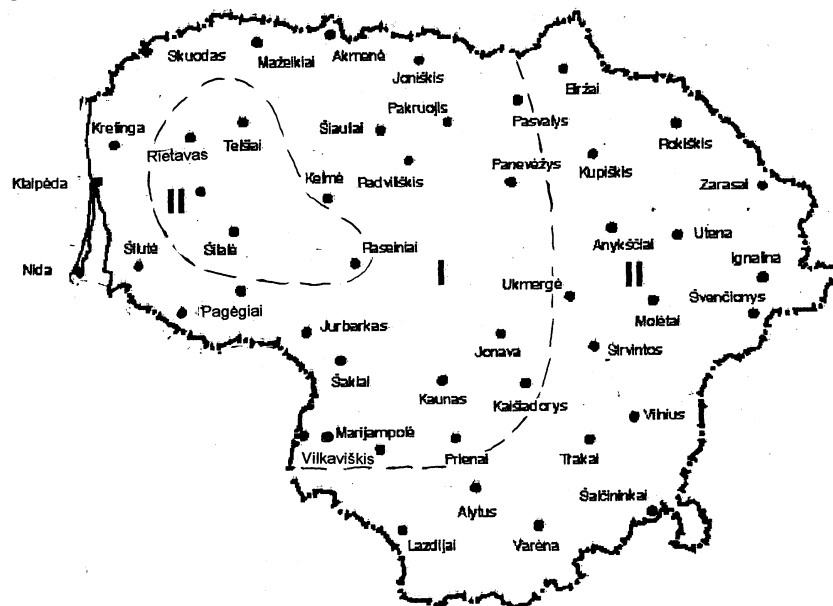 Skuodas
Mažeikiai
Akmenė
Joniškis
Biržai
Pakruojis
Pasvalys
Kretinga
Rietavas
Telšiai
Šiauliai
Rokiškis
Radviliškis
Panevėžys
Kupiškis
Klaipėda
Kelmė
Zarasai
II
Šilutė
Šilalė
Raseiniai
Anykščiai
Utena
Nida
I
II
Ignalina
Ukmergė
Švenčionys
Pagėgiai
Molėtai
Jurbarkas
Jonava
Širvintos
Šakiai
Kaunas
Kaišiadorys
Vilnius
Marijampolė
Vilkaviškis
Prienai
Trakai
Alytus
Šalčininkai
Lazdijai
Varėna